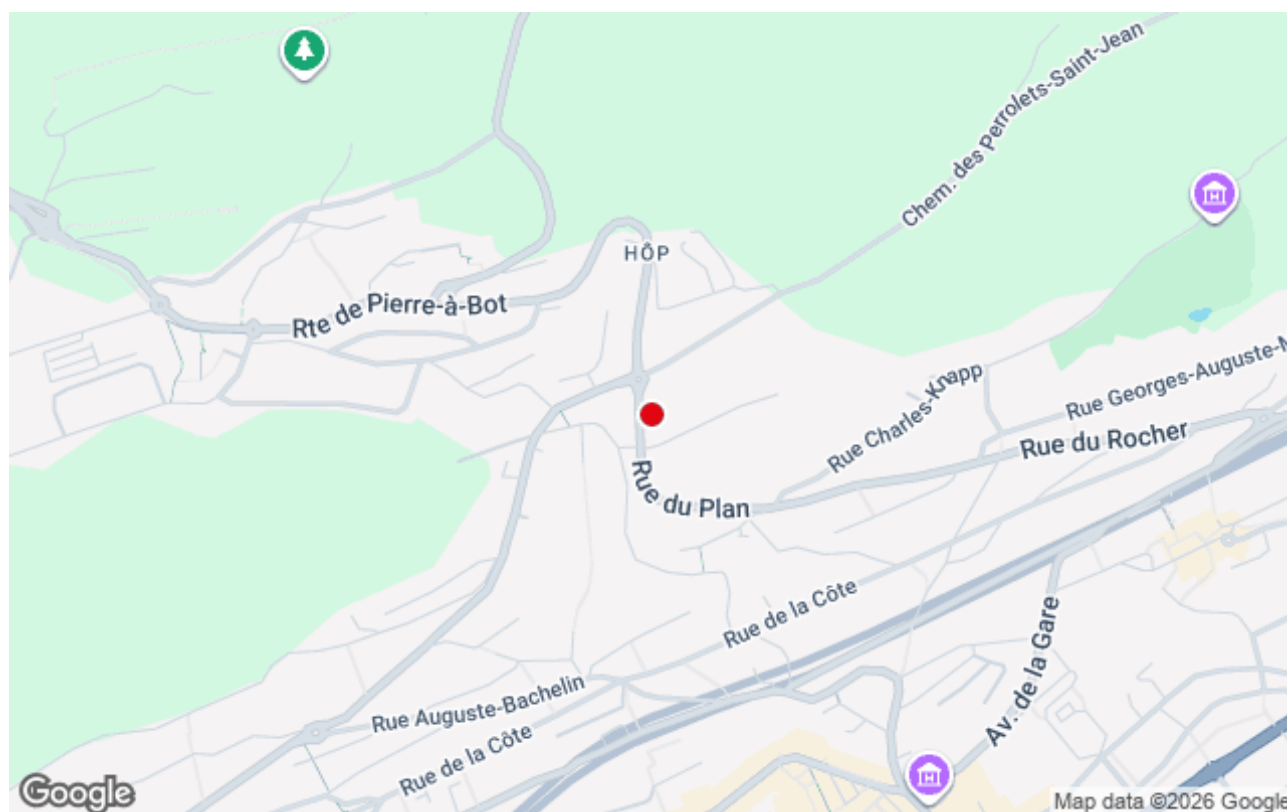 Chem. des Perrolets-Saint-Jean
HÔP
Rte de Pierre-à-Bot
Rue Charles-Knapp
Rue Georges-Auguste-M
Rue du Rocher
Rue du Plan
Rue de la Côte
Av. de la Gare
Rue Auguste-Bachelin
Rue de la Côte
Google
Map data ©2026 Google